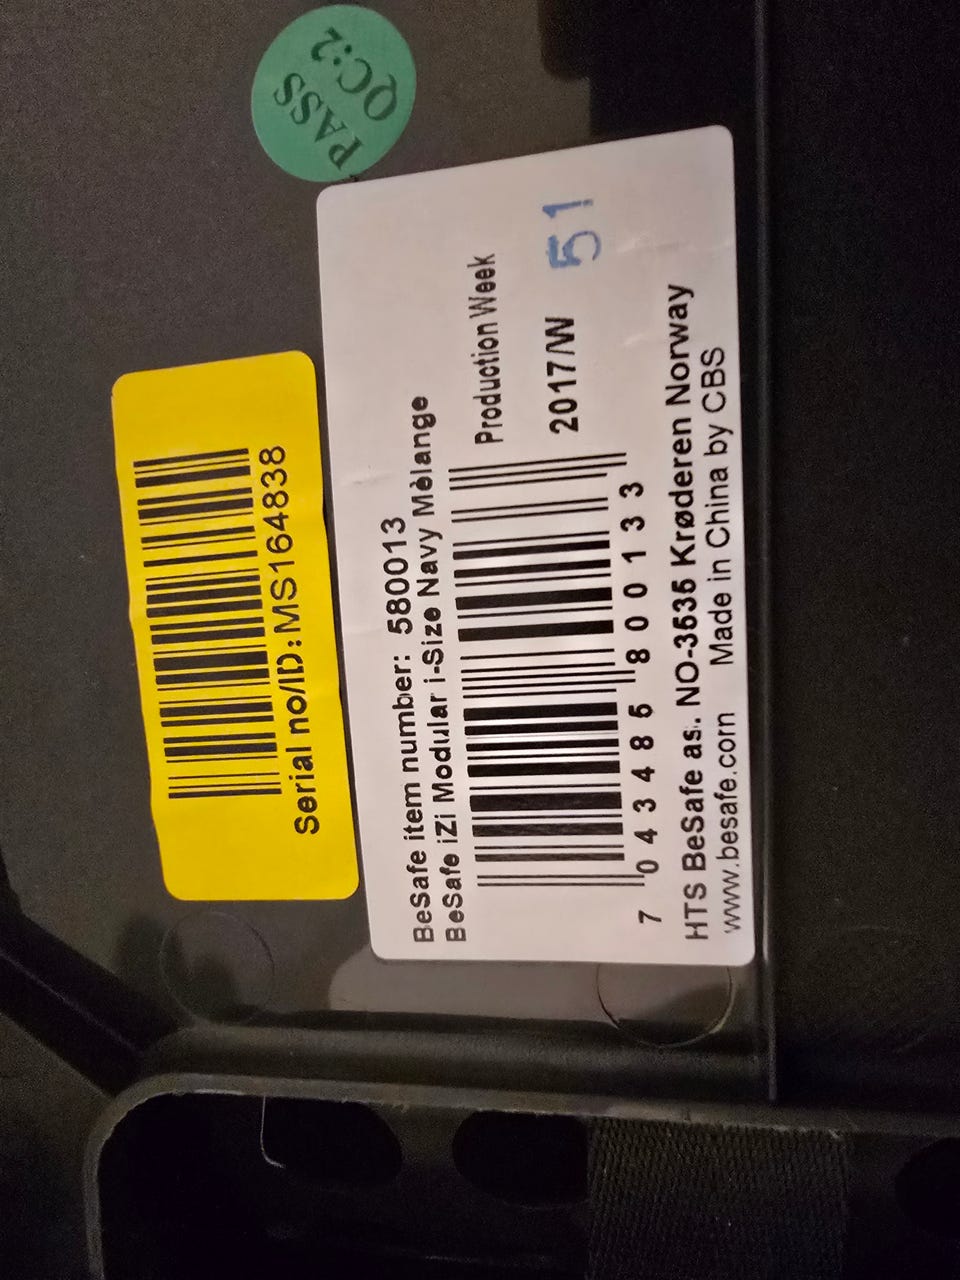 PASS
QC:2
Serial no/ID: MS164838
BeSafe item number: 580013
BeSafe iZi Modular i-Size Navy Mèlange
Production Week
2017/W 51
7 043485 800133
HTS BeSafe as. NO-3535 Krøderen Norway
www.besafe.com Made in China by CBS